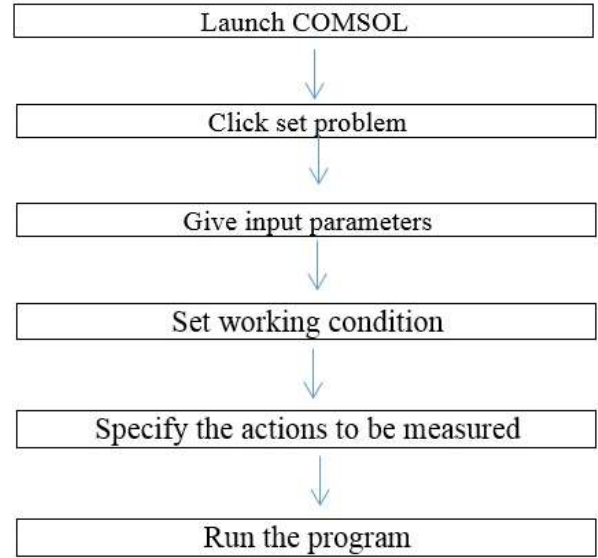 Launch COMSOL
Click set problem
Give input parameters
Set working condition
Specify the actions to be measured
Run the program